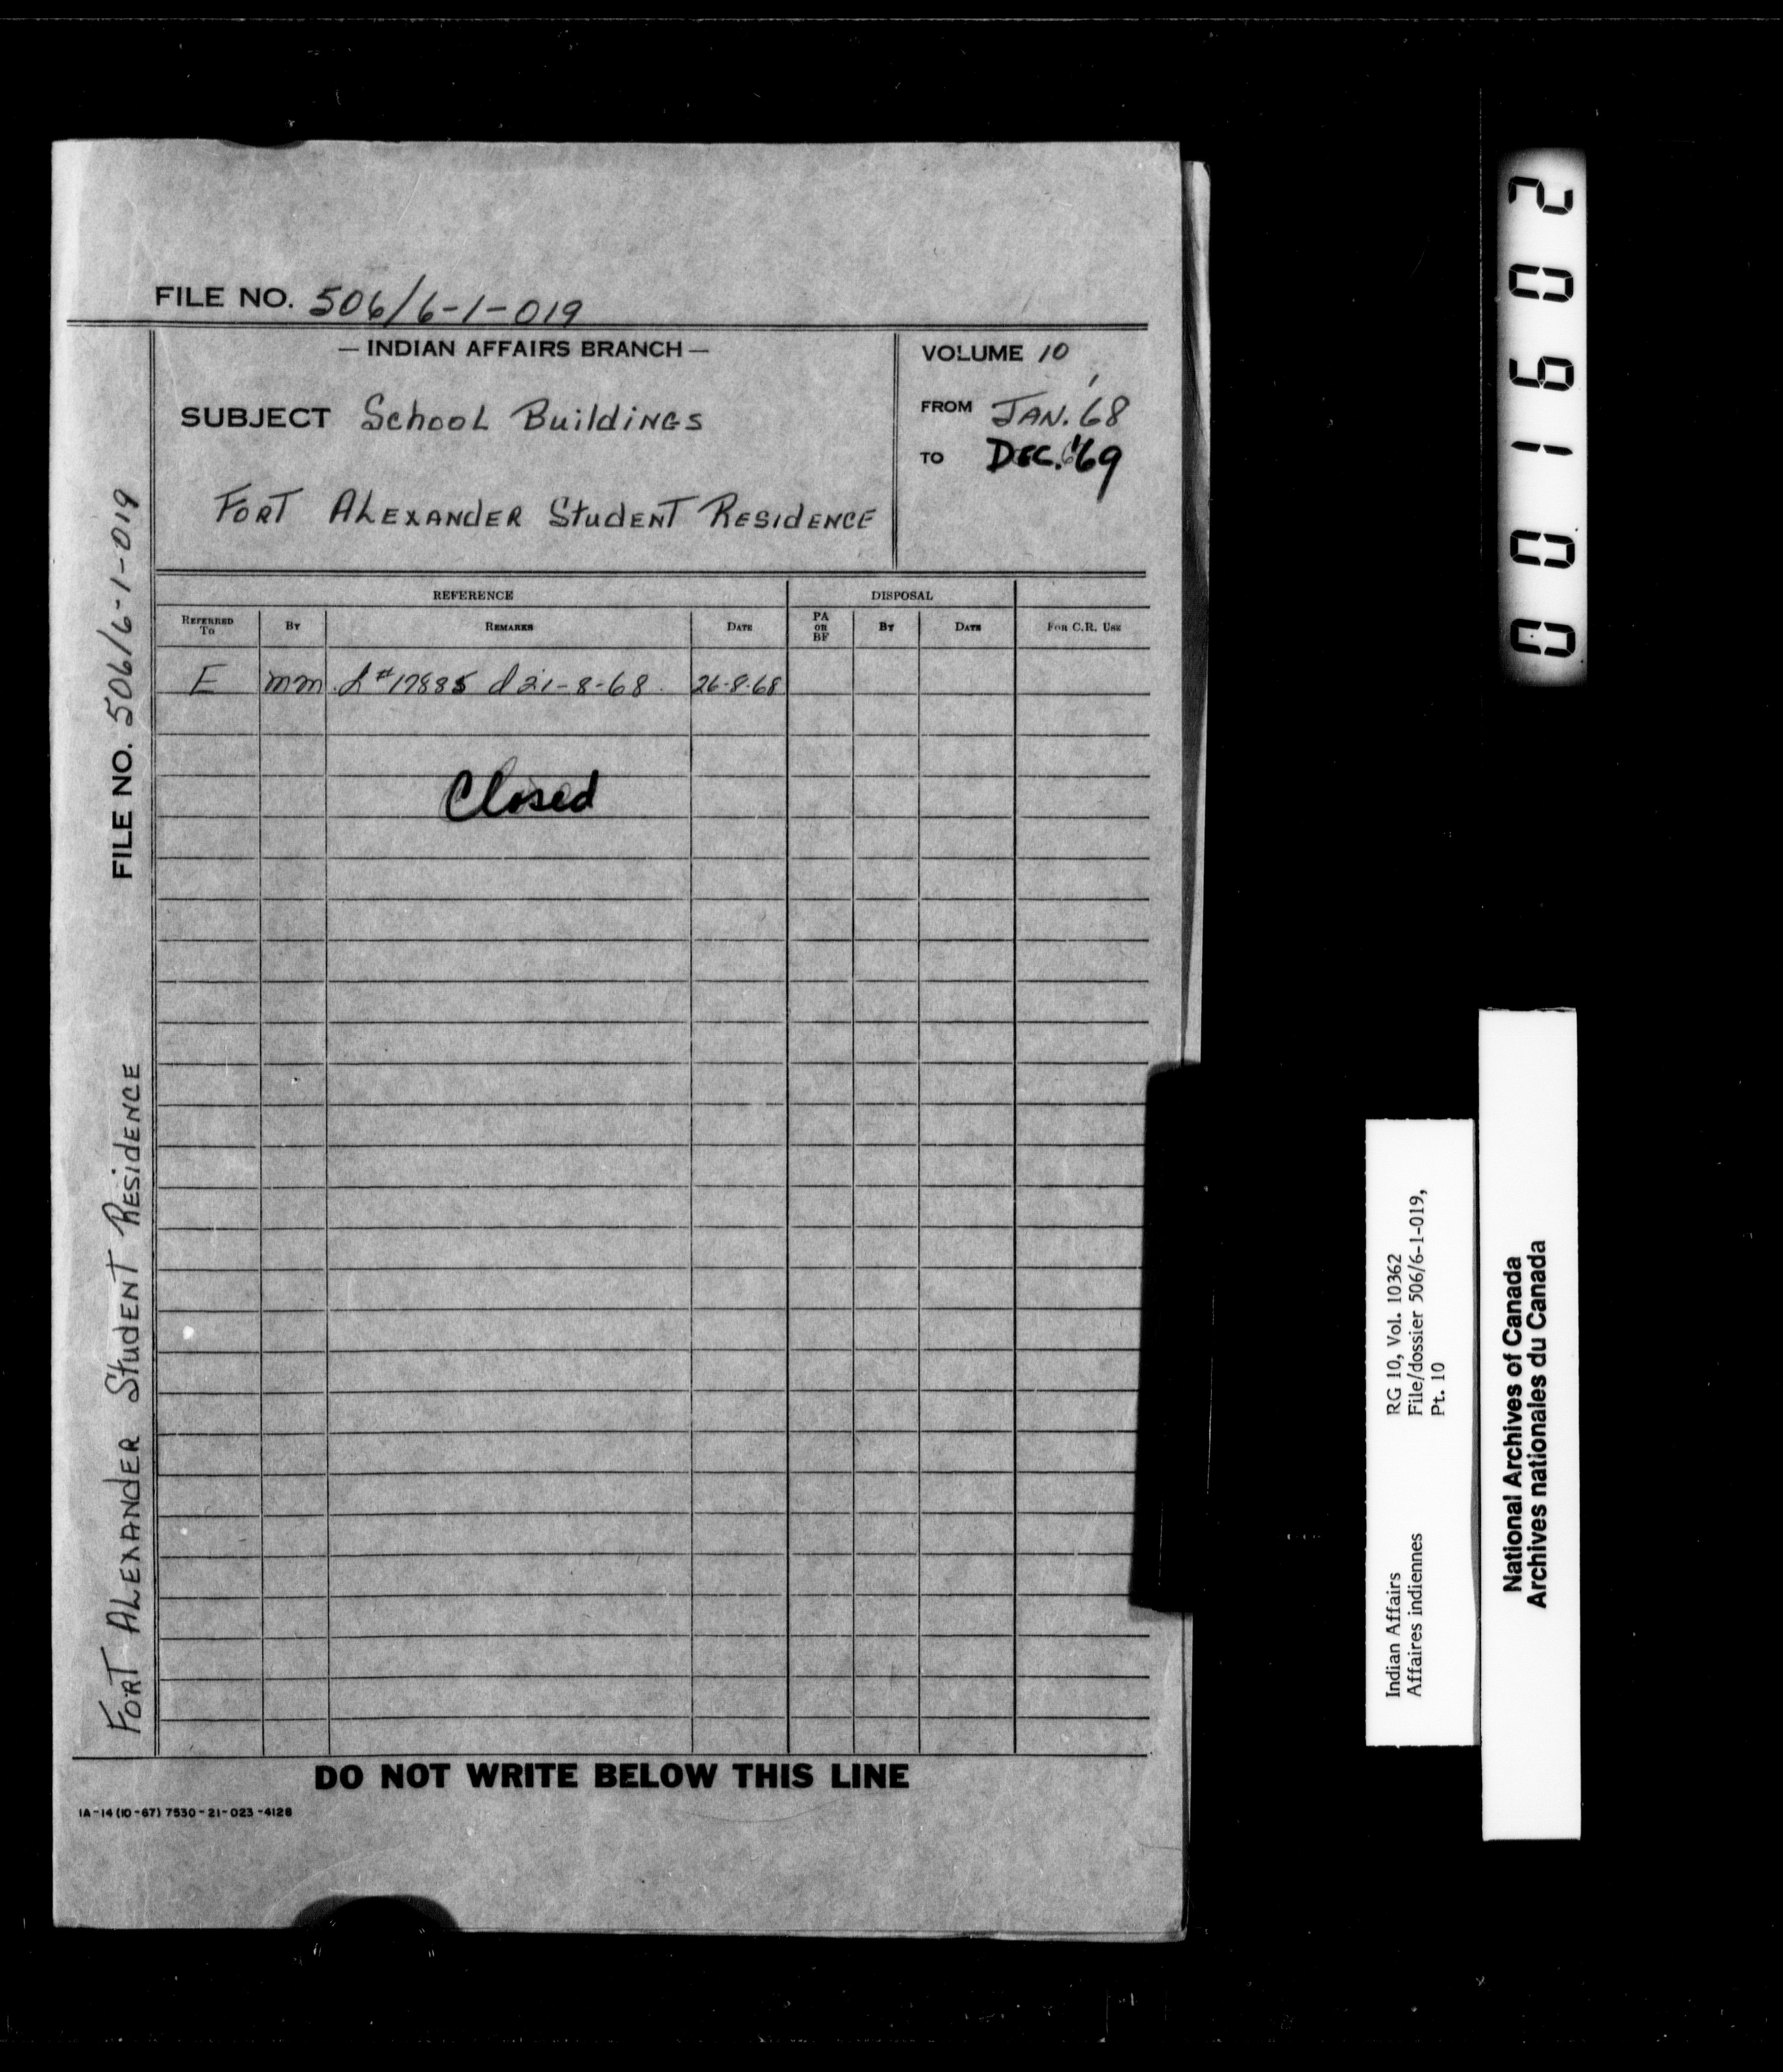 FILE NO. 506/6-1-019
— INDIAN AFFAIRS BRANCH —
SUBJECT School Buildings
Fort Alexander Student Residence
VOLUME 10
FROM Jan. '68
TO Dec. '69
REFERENCE
DISPOSAL
REFERRED TO
BY
REMARKS
DATE
PA OR BF
BY
DATE
FOR C.R. USE
E mm L#17885 d 21-8-68. 26-8-68
Closed
FILE NO. 506/6-1-019
Fort Alexander Student Residence
DO NOT WRITE BELOW THIS LINE
IA-14 (10-67) 7530-21-023-4128
001602
Indian Affairs
Affaires indiennes
RG 10, Vol. 10362
File/dossier 506/6-1-019,
Pt. 10
National Archives of Canada
Archives nationales du Canada